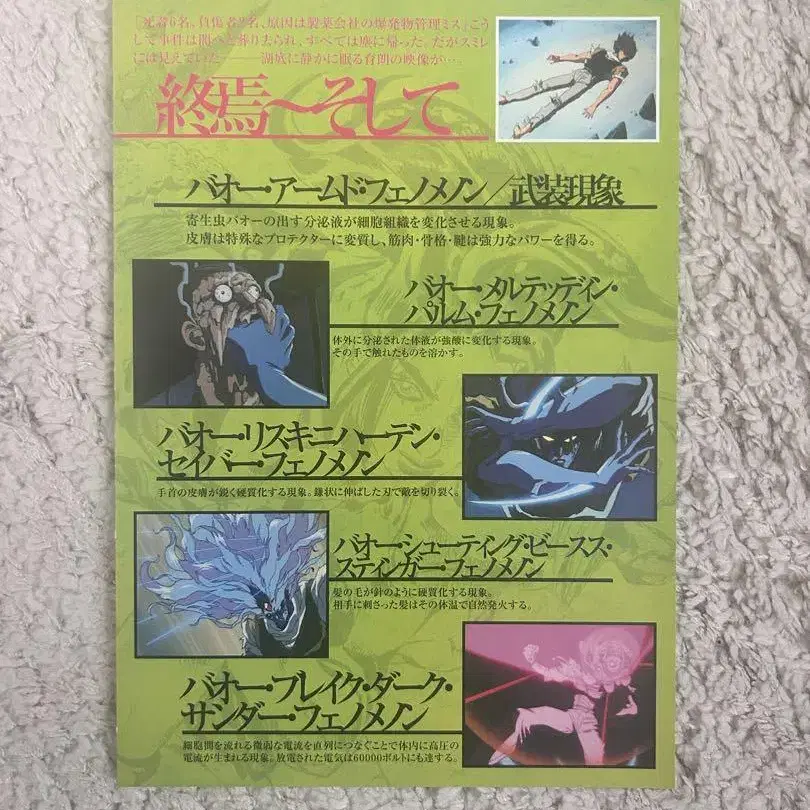 「死者6名、負傷者2名、原因は製薬会社の爆発物管理ミス」こう
して事件は闇へと葬り去られ、すべては塵に帰った。だがスミレ
には見えていた———湖底に静かに眠る育朗の映像が…。
終焉〜そして
バオー・アームド・フェノメノン／武装現象
寄生虫バオーの出す分泌液が細胞組織を変化させる現象。
皮膚は特殊なプロテクターに変質し、筋肉・骨格・腱は強力なパワーを得る。
バオー・メルテッディン・
パルム・フェノメノン
体外に分泌された体液が強酸に変化する現象。
その手で触れたものを溶かす。
バオー・リスキニハーデン・
セイバー・フェノメノン
手首の皮膚が鋭く硬質化する現象。鎌状に伸ばした刃で敵を切り裂く。
バオー・シューティング・ビースス・
スティンガー・フェノメノン
髪の毛が針のように硬質化する現象。
相手に刺さった髪はその体温で自然発火する。
バオー・ブレイク・ダーク・
サンダー・フェノメノン
細胞間を流れる微弱な電流を直列につなぐことで体内に高圧の
電流が生まれる現象。放電された電気は60000ボルトにも達する。